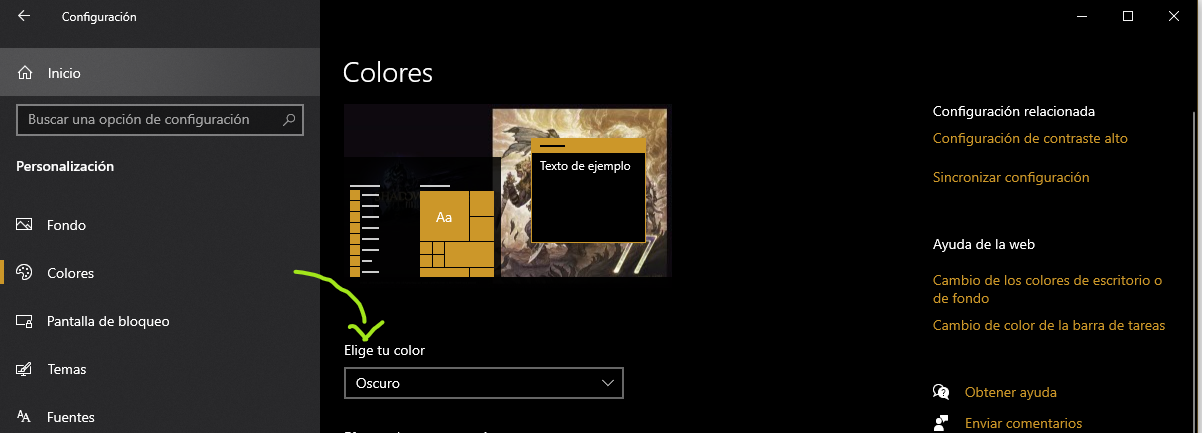 Configuración
Inicio
Buscar una opción de configuración
Personalización
Fondo
Colores
Pantalla de bloqueo
Temas
Fuentes
Colores
Texto de ejemplo
Aa
Elige tu color
Oscuro
Configuración relacionada
Configuración de contraste alto
Sincronizar configuración
Ayuda de la web
Cambio de los colores de escritorio o
de fondo
Cambio de color de la barra de tareas
Obtener ayuda
Enviar comentarios